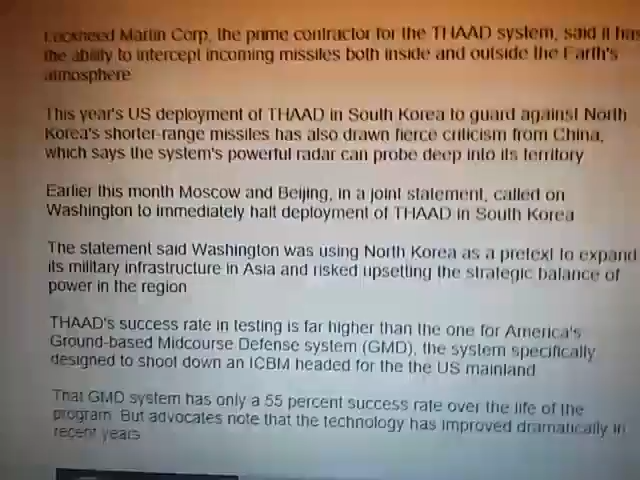 Lockheed Martin Corp, the prime contractor for the THAAD system, said it has
the ability to intercept incoming missiles both inside and outside the Earth's
atmosphere
This year's US deployment of THAAD in South Korea to guard against North
Korea's shorter-range missiles has also drawn fierce criticism from China,
which says the system's powerful radar can probe deep into its territory
Earlier this month Moscow and Beijing, in a joint statement, called on
Washington to immediately halt deployment of THAAD in South Korea
The statement said Washington was using North Korea as a pretext to expand
its military infrastructure in Asia and risked upsetting the strategic balance of
power in the region
THAAD's success rate in testing is far higher than the one for America's
Ground-based Midcourse Defense system (GMD), the system specifically
designed to shoot down an ICBM headed for the the US mainland
That GMD system has only a 55 percent success rate over the life of the
program. But advocates note that the technology has improved dramatically in
recent years